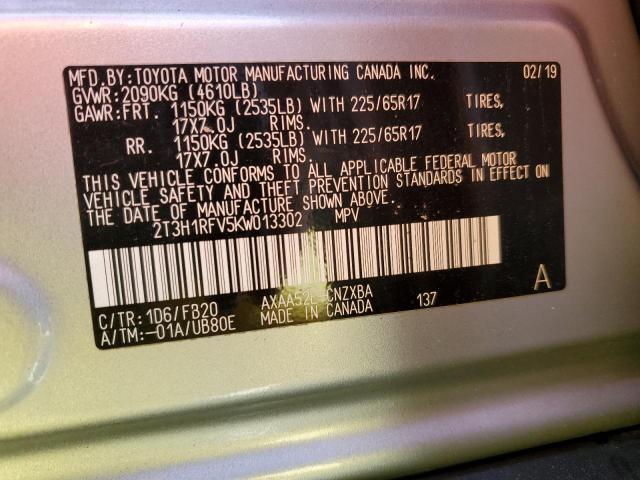 MFD.BY:TOYOTA MOTOR MANUFACTURING CANADA INC. 02/19
GVWR:2090KG (4610LB)
GAWR:FRT. 1150KG (2535LB) WITH 225/65R17 TIRES,
17X7.0J RIMS.
RR. 1150KG (2535LB) WITH 225/65R17 TIRES,
17X7.0J RIMS.
THIS VEHICLE CONFORMS TO ALL APPLICABLE FEDERAL MOTOR
VEHICLE SAFETY AND THEFT PREVENTION STANDARDS IN EFFECT ON
THE DATE OF MANUFACTURE SHOWN ABOVE.
2T3H1RFV5KW013302 MPV
C/TR: 1D6/FB20 A
A/TM:-01A/UB80E MADE IN CANADA 137